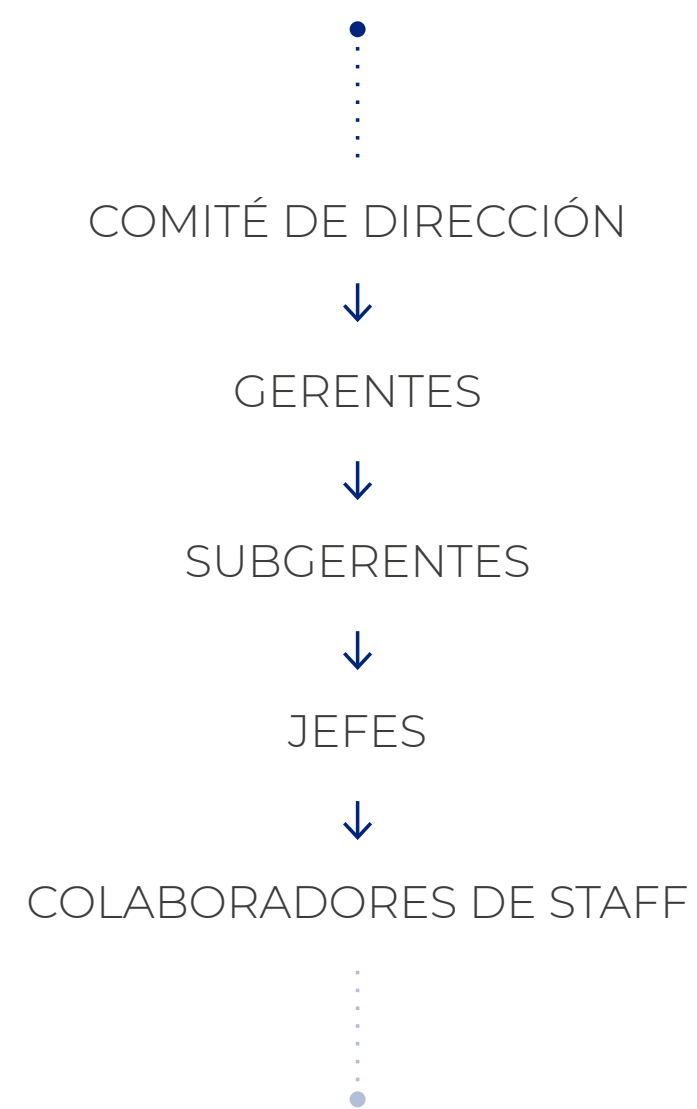 COMITÉ DE DIRECCIÓN
GERENTES
SUBGERENTES
JEFES
COLABORADORES DE STAFF